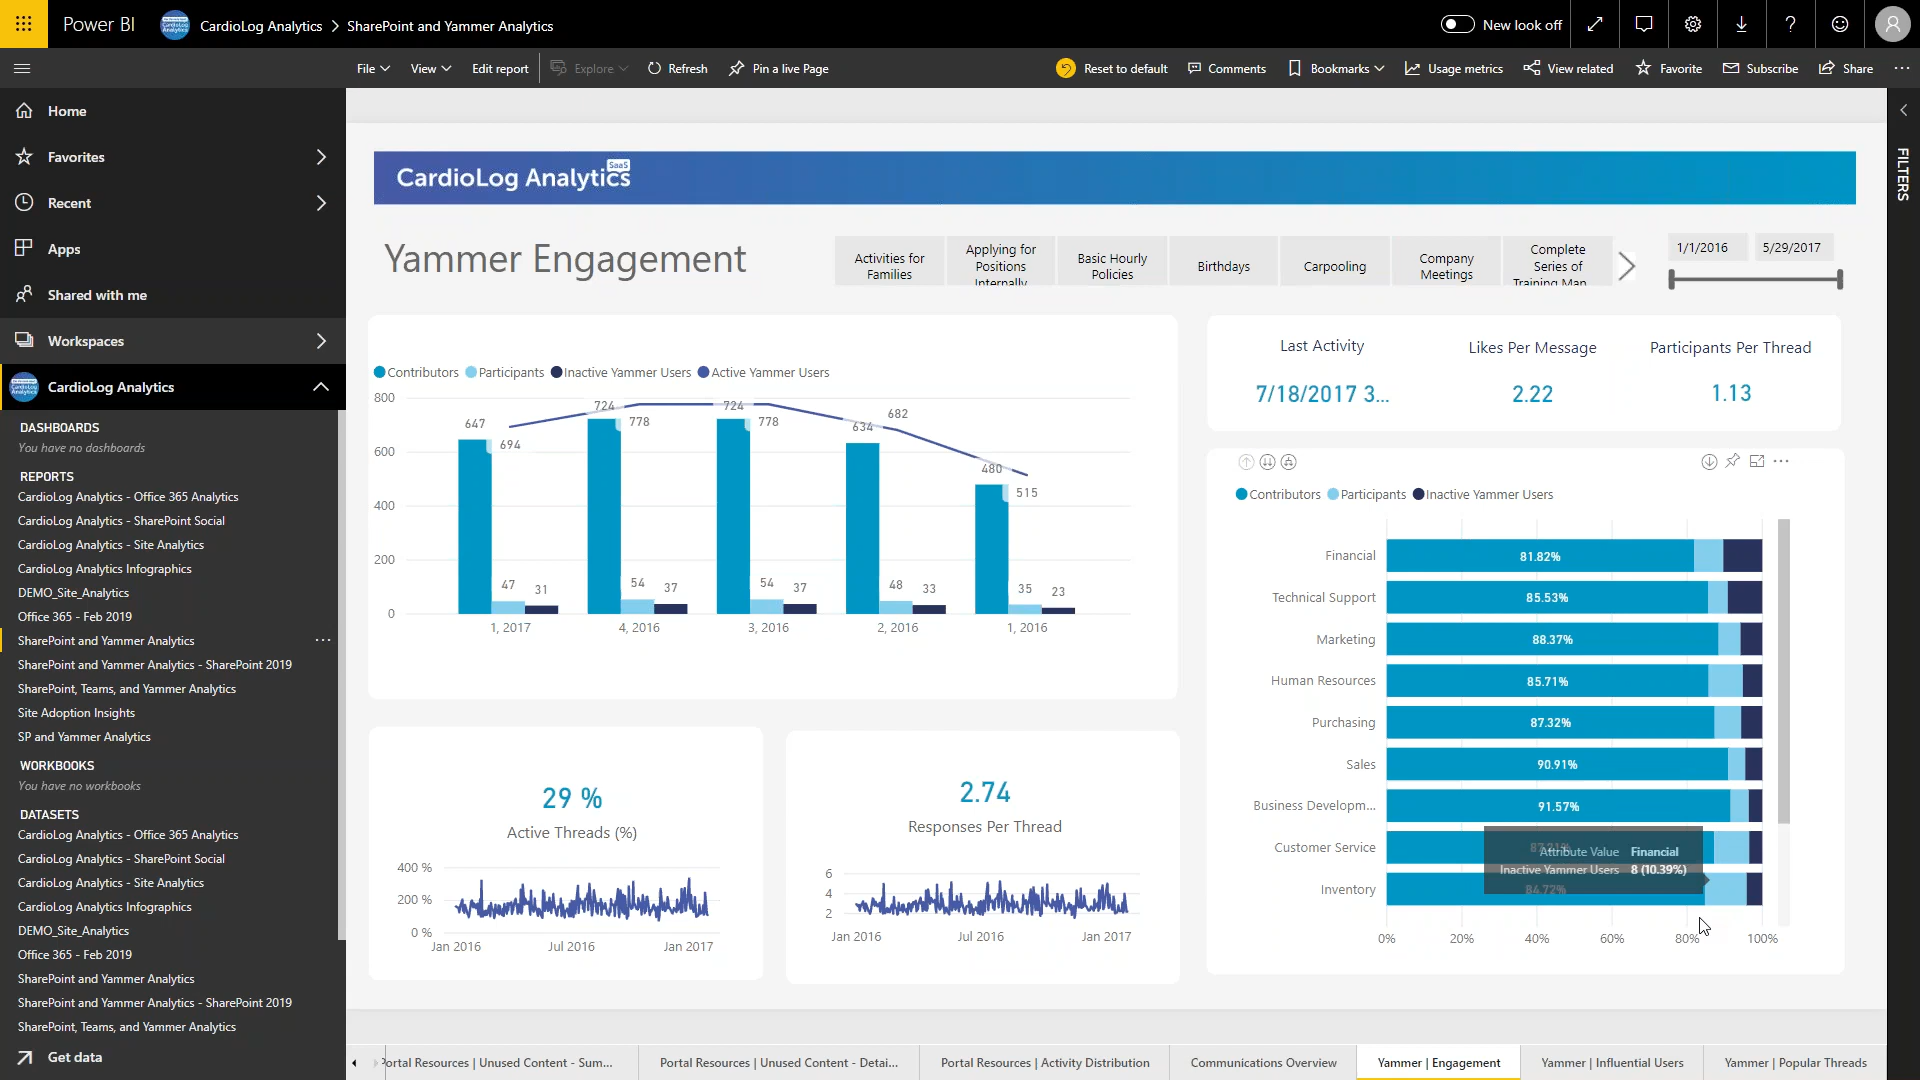 Power BI
CardioLog Analytics > SharePoint and Yammer Analytics
New look off
File
View
Edit report
Explore
Refresh
Pin a live Page
Reset to default
Comments
Bookmarks
Usage metrics
View related
Favorite
Subscribe
Share
Home
Favorites
Recent
Apps
Shared with me
Workspaces
CardioLog Analytics
DASHBOARDS
You have no dashboards
REPORTS
CardioLog Analytics - Office 365 Analytics
CardioLog Analytics - SharePoint Social
CardioLog Analytics - Site Analytics
CardioLog Analytics Infographics
DEMO_Site_Analytics
Office 365 - Feb 2019
SharePoint and Yammer Analytics
SharePoint and Yammer Analytics - SharePoint 2019
SharePoint, Teams, and Yammer Analytics
Site Adoption Insights
SP and Yammer Analytics
WORKBOOKS
You have no workbooks
DATASETS
CardioLog Analytics - Office 365 Analytics
CardioLog Analytics - SharePoint Social
CardioLog Analytics - Site Analytics
CardioLog Analytics Infographics
DEMO_Site_Analytics
Office 365 - Feb 2019
SharePoint and Yammer Analytics
SharePoint and Yammer Analytics - SharePoint 2019
SharePoint, Teams, and Yammer Analytics
Get data
CardioLog Analytics SaaS
Yammer Engagement
Activities for
Families
Applying for
Positions
Internally
Basic Hourly
Policies
Birthdays
Carpooling
Company
Meetings
Complete
Series of
Training Man
1/1/2016
5/29/2017
Contributors Participants Inactive Yammer Users Active Yammer Users
800
600
400
200
0
647 694 47 31
724 778 54 37
724 778 54 37
634 682 48 33
480 515 35 23
1, 2017
4, 2016
3, 2016
2, 2016
1, 2016
Last Activity
7/18/2017 3...
Likes Per Message
2.22
Participants Per Thread
1.13
Contributors Participants Inactive Yammer Users
Financial 81.82%
Technical Support 85.53%
Marketing 88.37%
Human Resources 85.71%
Purchasing 87.32%
Sales 90.91%
Business Developm... 91.57%
Customer Service
Attribute Value Financial
Inactive Yammer Users 8 (10.39%)
Inventory 84.72%
0% 20% 40% 60% 80% 100%
29 %
Active Threads (%)
400 %
200 %
0 %
Jan 2016 Jul 2016 Jan 2017
2.74
Responses Per Thread
6
4
2
Jan 2016 Jul 2016 Jan 2017
FILTERS
Portal Resources | Unused Content - Sum...
Portal Resources | Unused Content - Detai...
Portal Resources | Activity Distribution
Communications Overview
Yammer | Engagement
Yammer | Influential Users
Yammer | Popular Threads